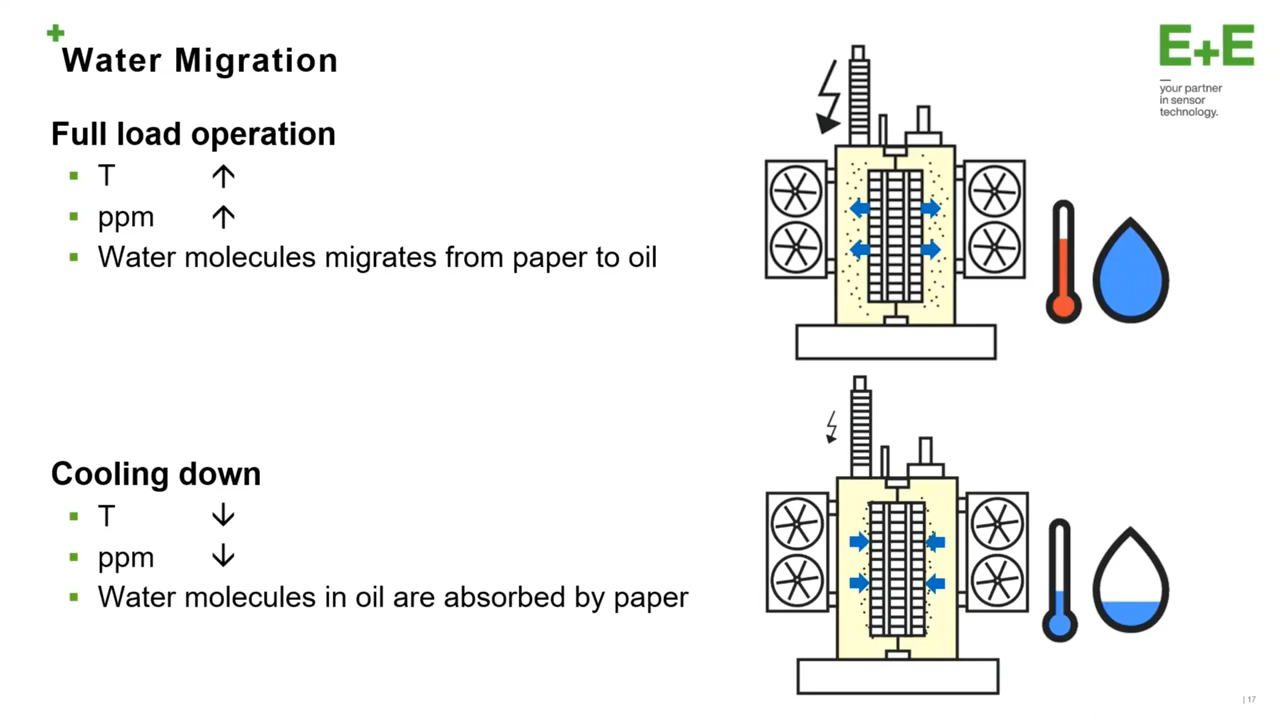 Water Migration
E+E
your partner
in sensor
technology.
Full load operation
▪ T ↑
▪ ppm ↑
▪ Water molecules migrates from paper to oil
Cooling down
▪ T ↓
▪ ppm ↓
▪ Water molecules in oil are absorbed by paper
| 17